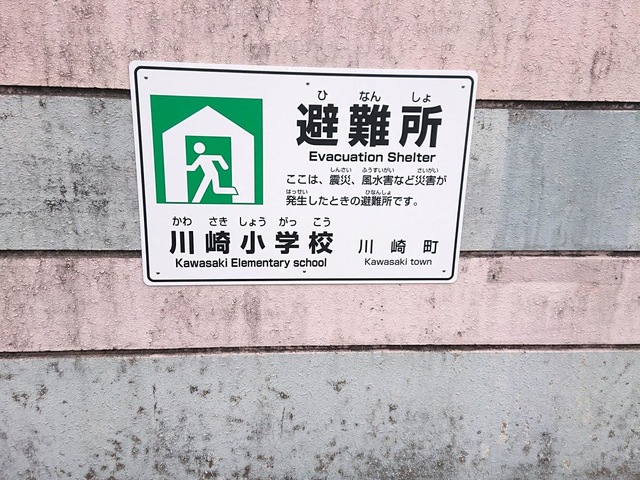 ひ なん しょ
避難所
Evacuation Shelter
しんさい ふうすいがい さいがい
ここは、震災、風水害など災害が
はっせい ひなんしょ
発生したときの避難所です。
かわ さき しょう がっ こう
川崎小学校
Kawasaki Elementary school
川崎町
Kawasaki town